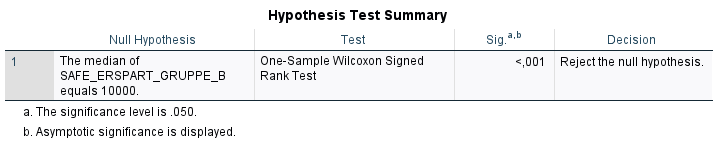 Hypothesis Test Summary
Null Hypothesis Test Sig.a,b Decision
1 The median of SAFE_ERSPART_GRUPPE_B equals 10000. One-Sample Wilcoxon Signed Rank Test <,001 Reject the null hypothesis.
a. The significance level is .050.
b. Asymptotic significance is displayed.